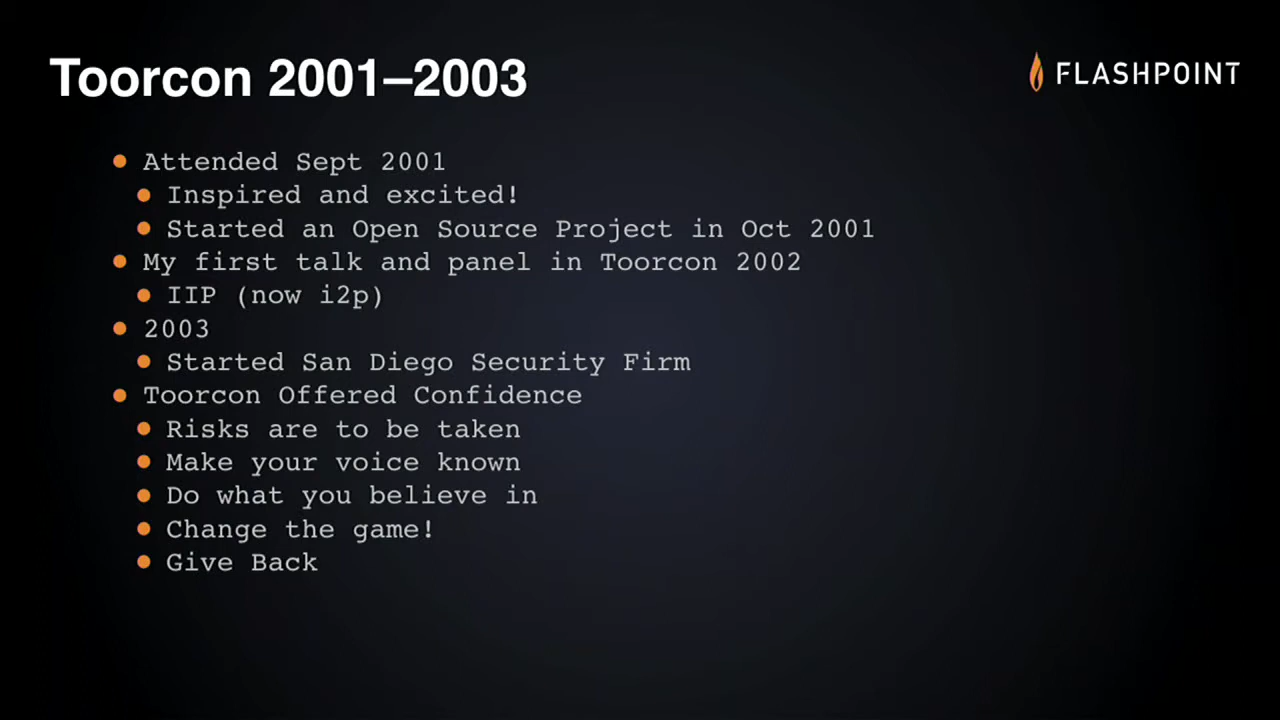 Toorcon 2001–2003
FLASHPOINT
Attended Sept 2001
Inspired and excited!
Started an Open Source Project in Oct 2001
My first talk and panel in Toorcon 2002
IIP (now i2p)
2003
Started San Diego Security Firm
Toorcon Offered Confidence
Risks are to be taken
Make your voice known
Do what you believe in
Change the game!
Give Back